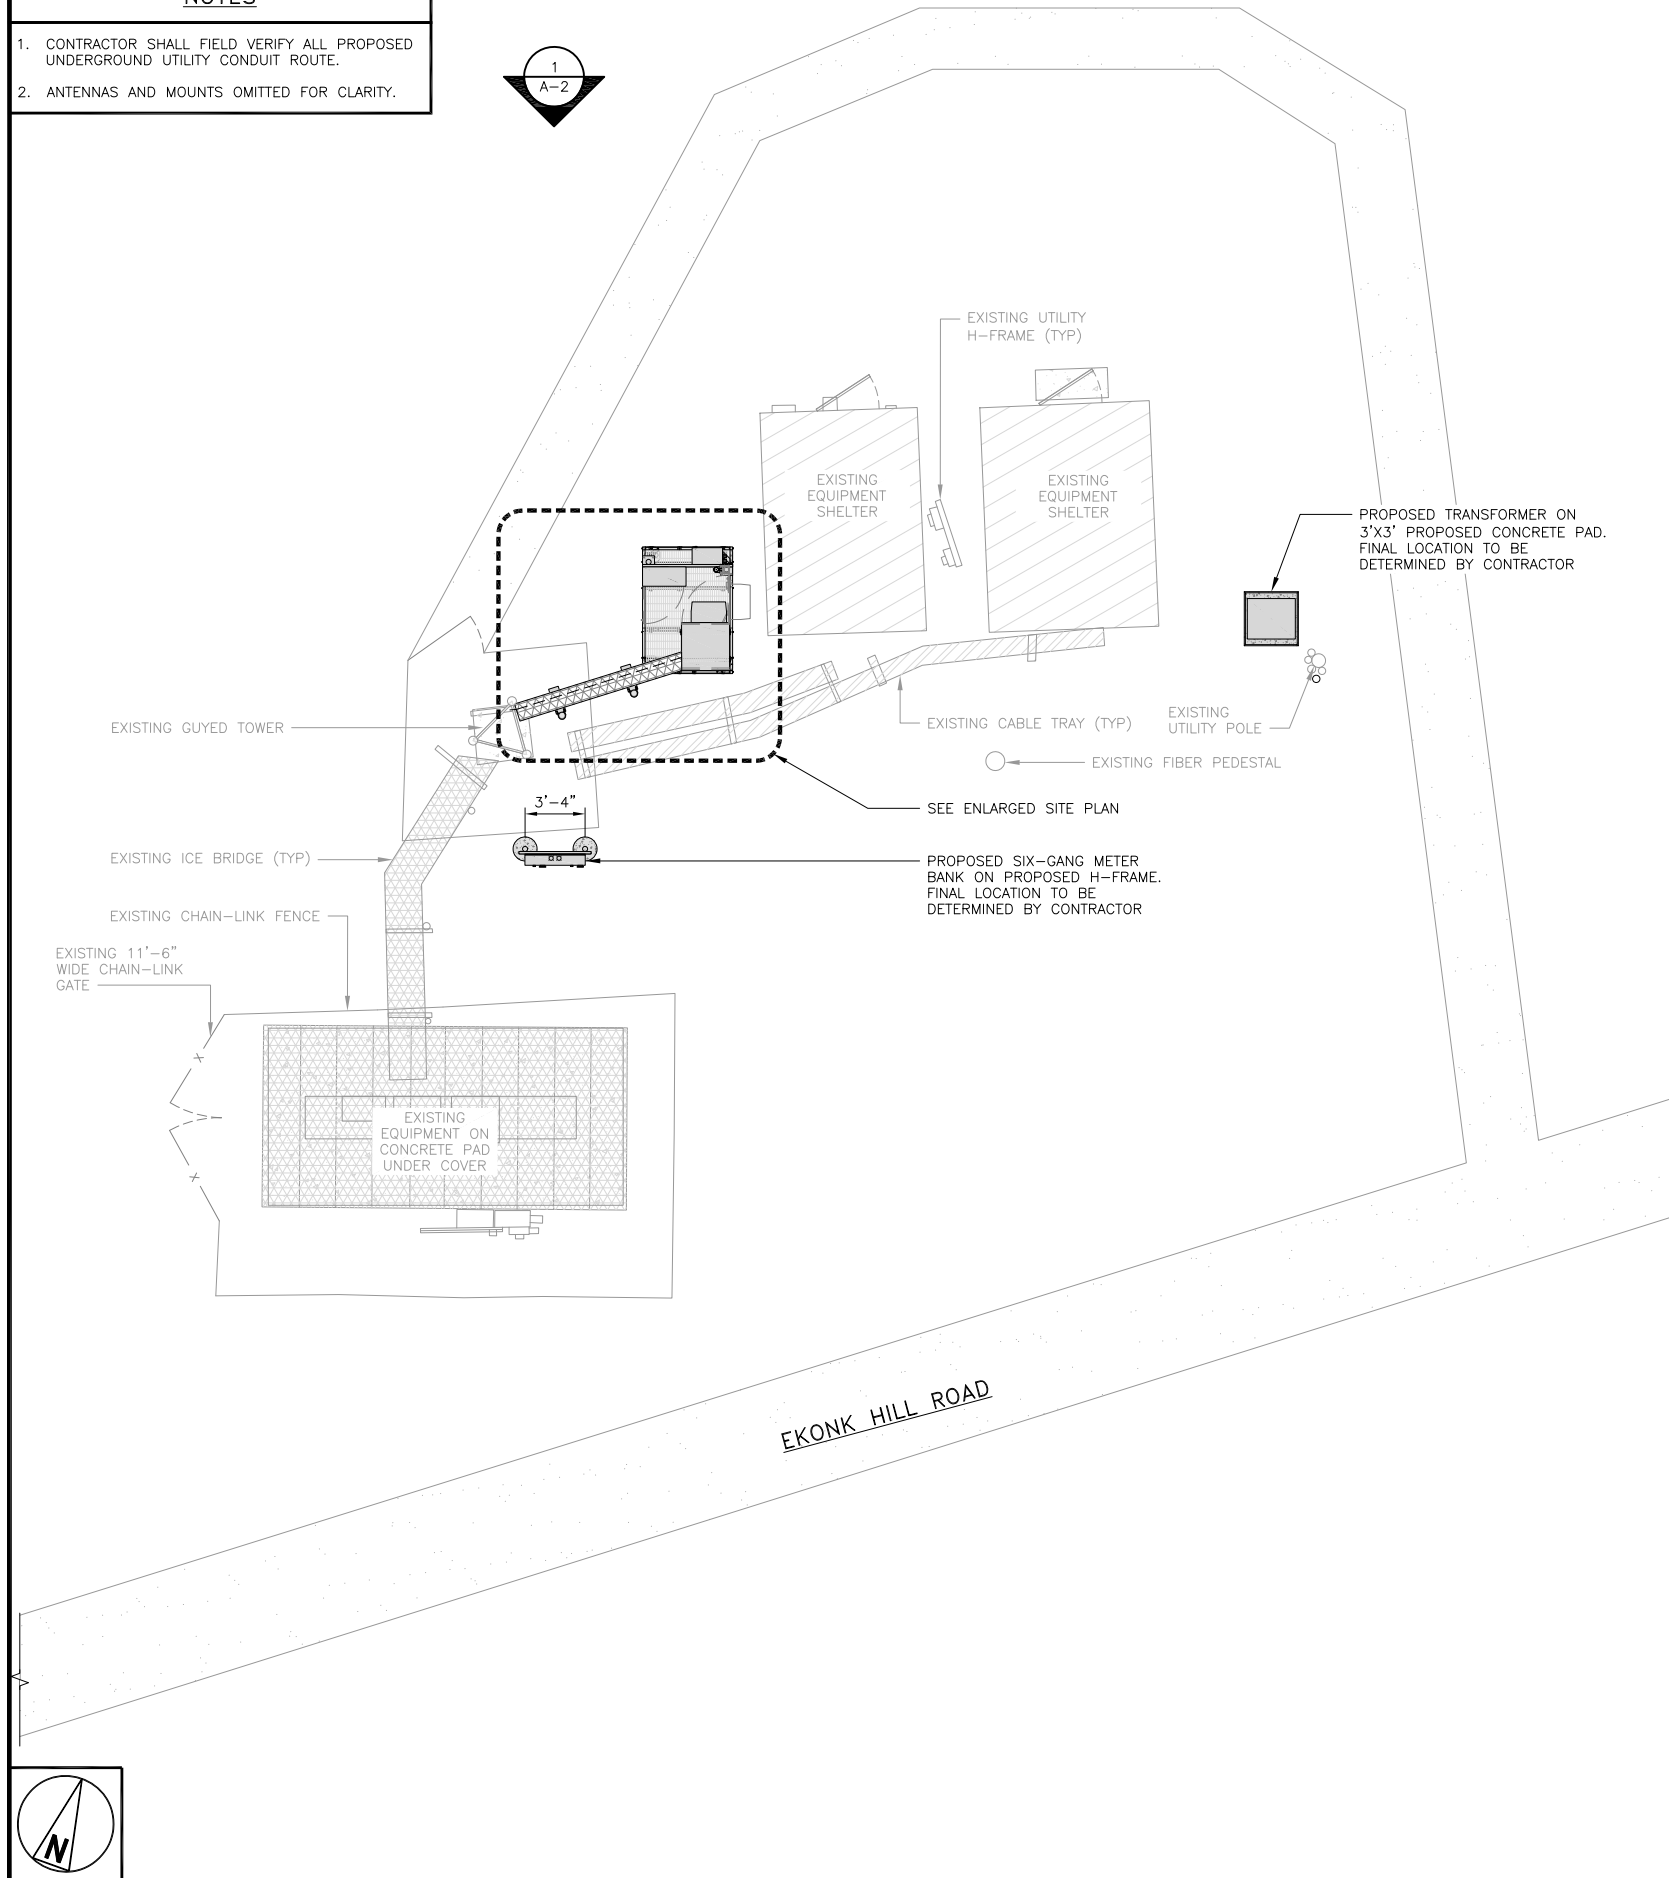 NOTES
1. CONTRACTOR SHALL FIELD VERIFY ALL PROPOSED
UNDERGROUND UTILITY CONDUIT ROUTE.
2. ANTENNAS AND MOUNTS OMITTED FOR CLARITY.
1
A-2
EXISTING UTILITY
H-FRAME (TYP)
EXISTING
EQUIPMENT
SHELTER
EXISTING
EQUIPMENT
SHELTER
PROPOSED TRANSFORMER ON
3'X3' PROPOSED CONCRETE PAD.
FINAL LOCATION TO BE
DETERMINED BY CONTRACTOR
EXISTING GUYED TOWER
EXISTING CABLE TRAY (TYP)
EXISTING
UTILITY POLE
EXISTING FIBER PEDESTAL
3'-4"
SEE ENLARGED SITE PLAN
EXISTING ICE BRIDGE (TYP)
PROPOSED SIX-GANG METER
BANK ON PROPOSED H-FRAME.
FINAL LOCATION TO BE
DETERMINED BY CONTRACTOR
EXISTING CHAIN-LINK FENCE
EXISTING 11'-6"
WIDE CHAIN-LINK
GATE
X
EXISTING
EQUIPMENT ON
CONCRETE PAD
UNDER COVER
X
EKONK HILL ROAD
N